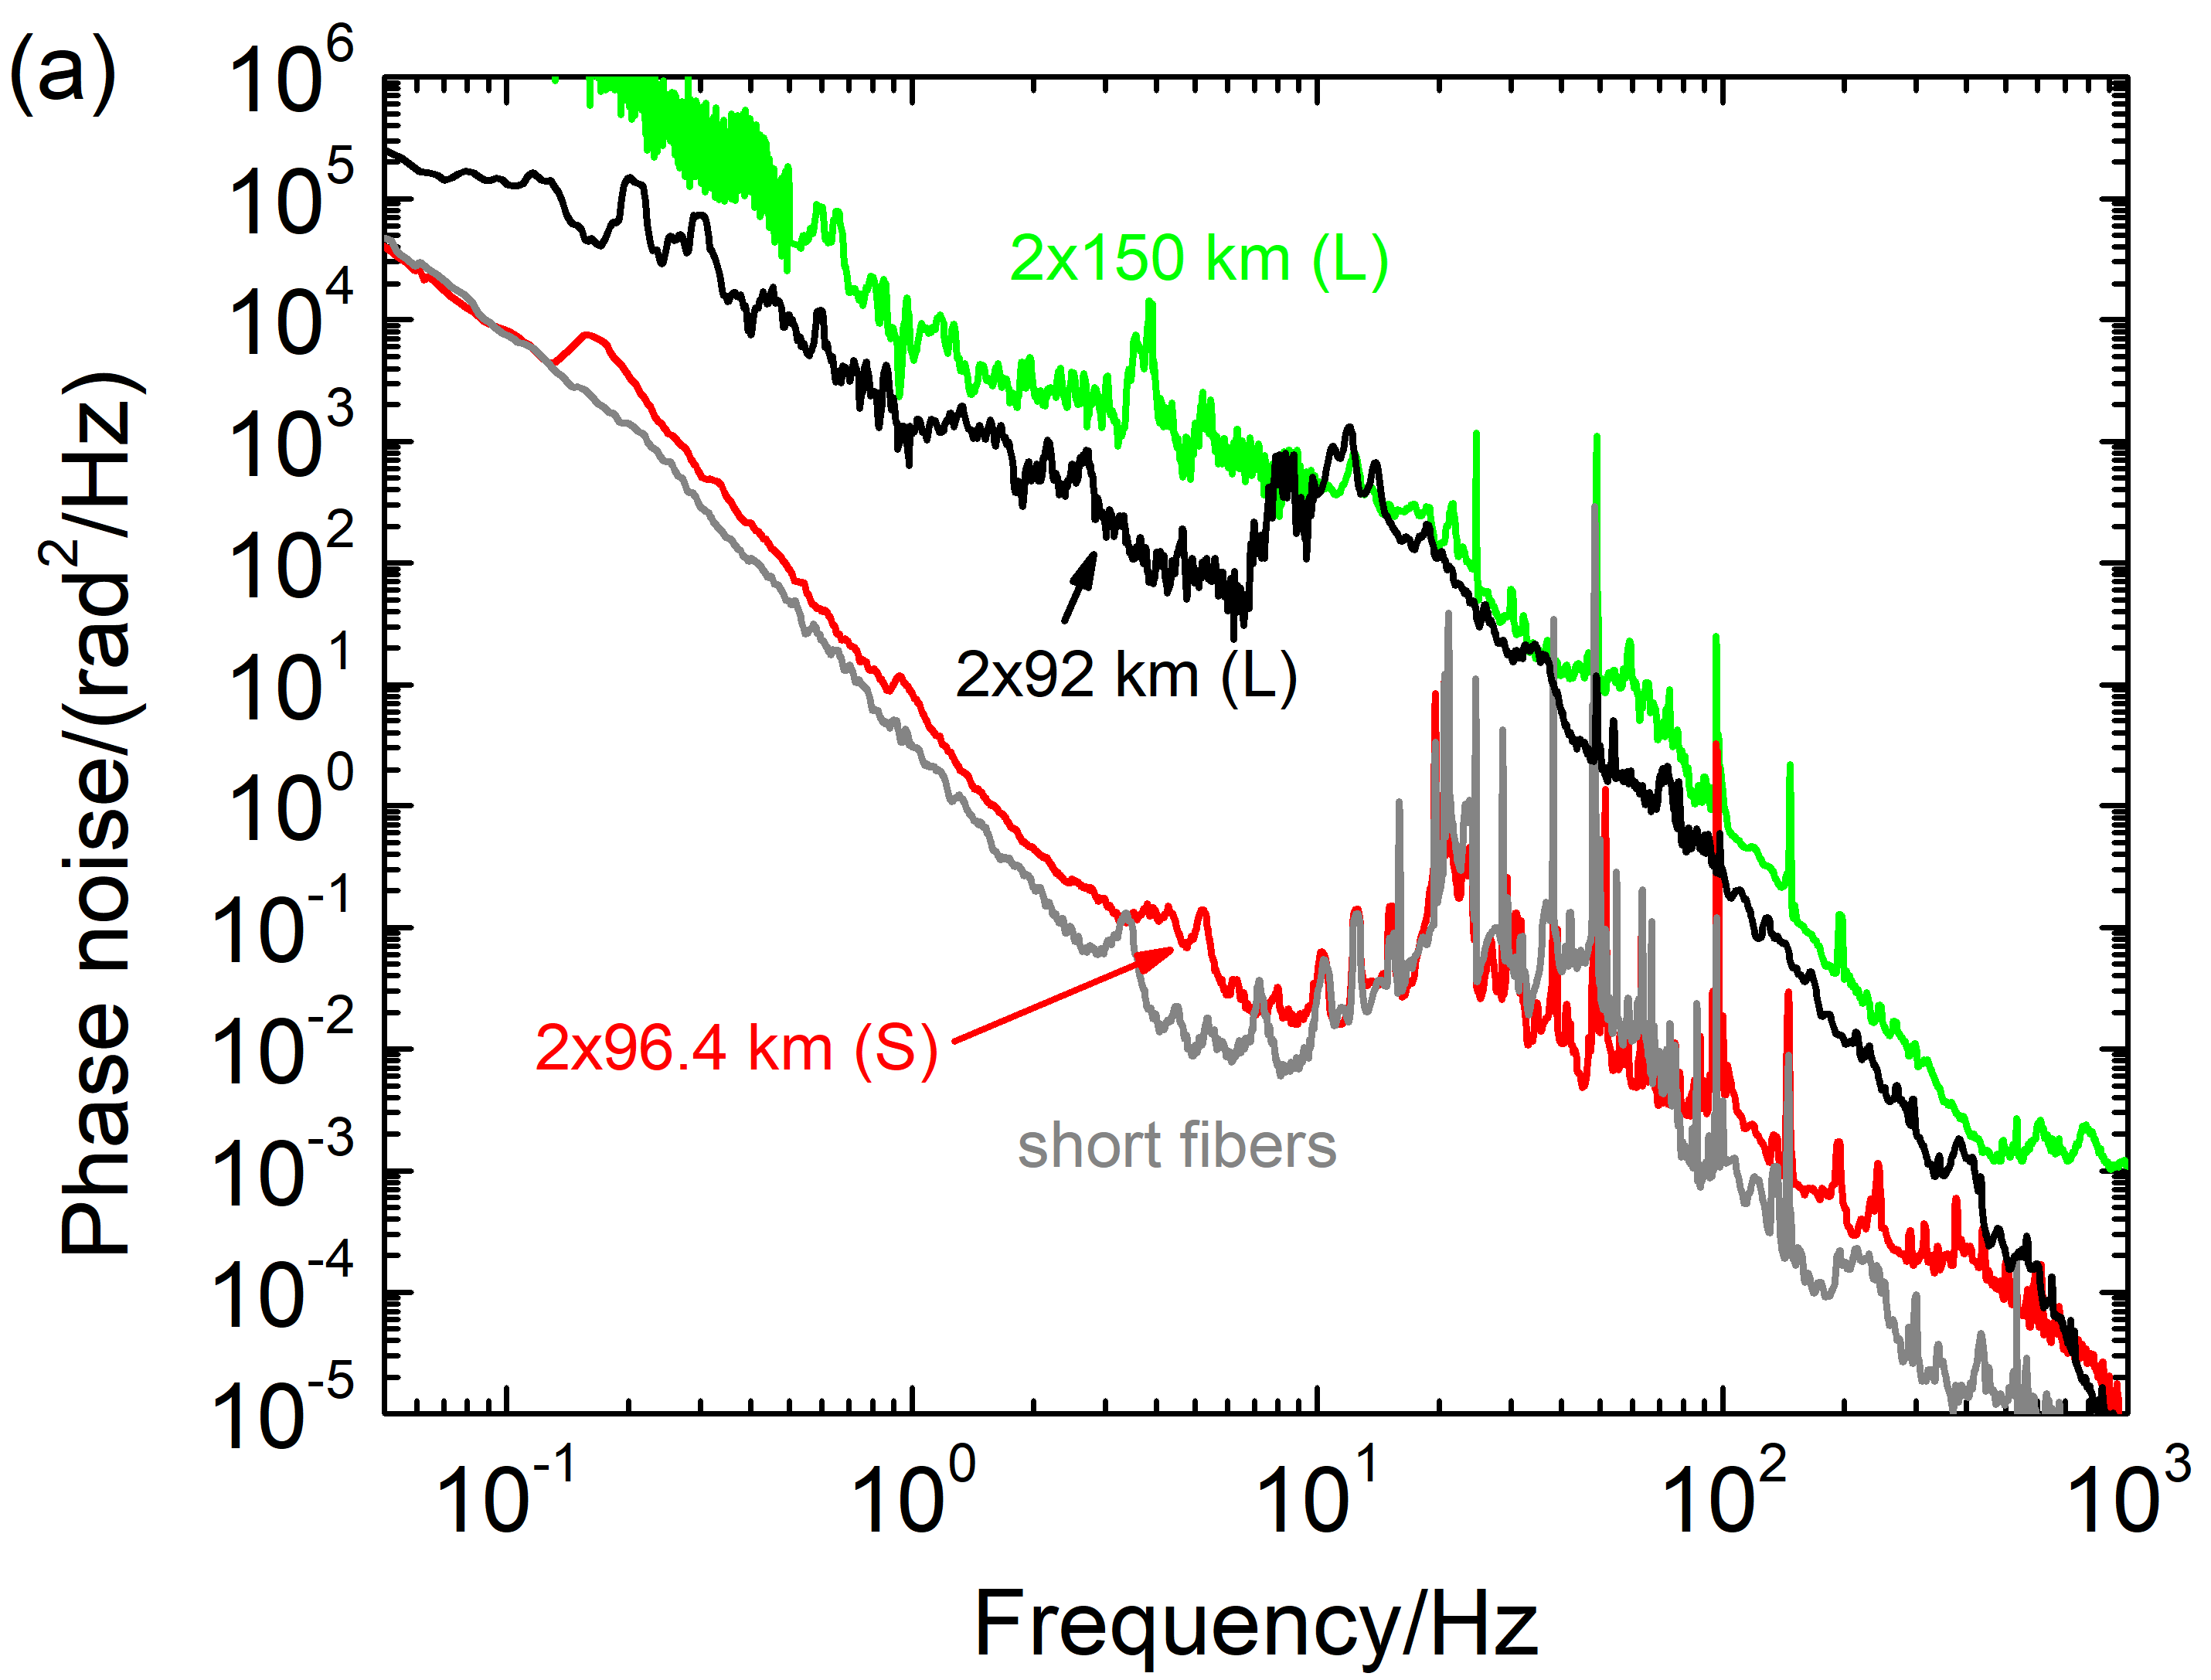 (a)
10^6
10^5
10^4
10^3
10^2
10^1
10^0
10^-1
10^-2
10^-3
10^-4
10^-5
Phase noise/(rad^2/Hz)
2x150 km (L)
2x92 km (L)
2x96.4 km (S)
short fibers
10^-1 10^0 10^1 10^2 10^3
Frequency/Hz